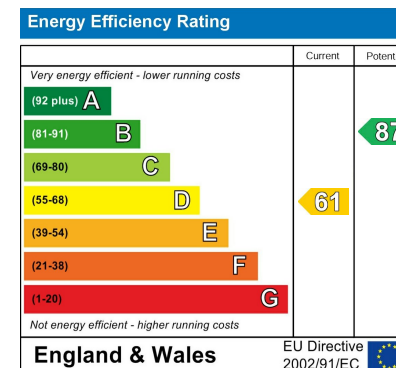 Energy Efficiency Rating
Current Potent
Very energy efficient - lower running costs
(92 plus) A
(81-91) B 87
(69-80) C
(55-68) D 61
(39-54) E
(21-38) F
(1-20) G
Not energy efficient - higher running costs
England & Wales
EU Directive
2002/91/EC